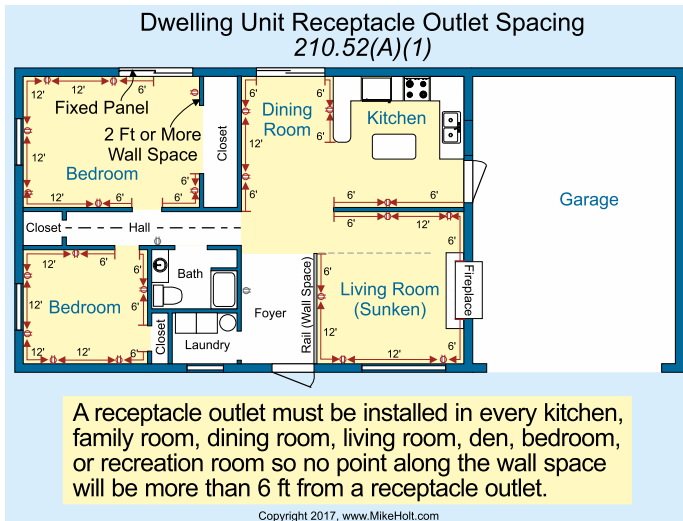 Dwelling Unit Receptacle Outlet Spacing
210.52(A)(1)
12' 12' 6' 6' 6' 6' 6'
Fixed Panel
2 Ft or More
Wall Space
Dining
Room
Kitchen
12'
Closet
12'
6'
Bedroom
12' 6' 6' 6' 6' 6'
Garage
Closet
Hall
6' 12'
12' 6' 6' 6'
Bath
Bedroom
12'
6'
Foyer
Rail (Wall Space)
Living Room
(Sunken)
Fireplace
Closet
Laundry
12' 12' 6' 12' 12' 6'
A receptacle outlet must be installed in every kitchen,
family room, dining room, living room, den, bedroom,
or recreation room so no point along the wall space
will be more than 6 ft from a receptacle outlet.
Copyright 2017, www.MikeHolt.com